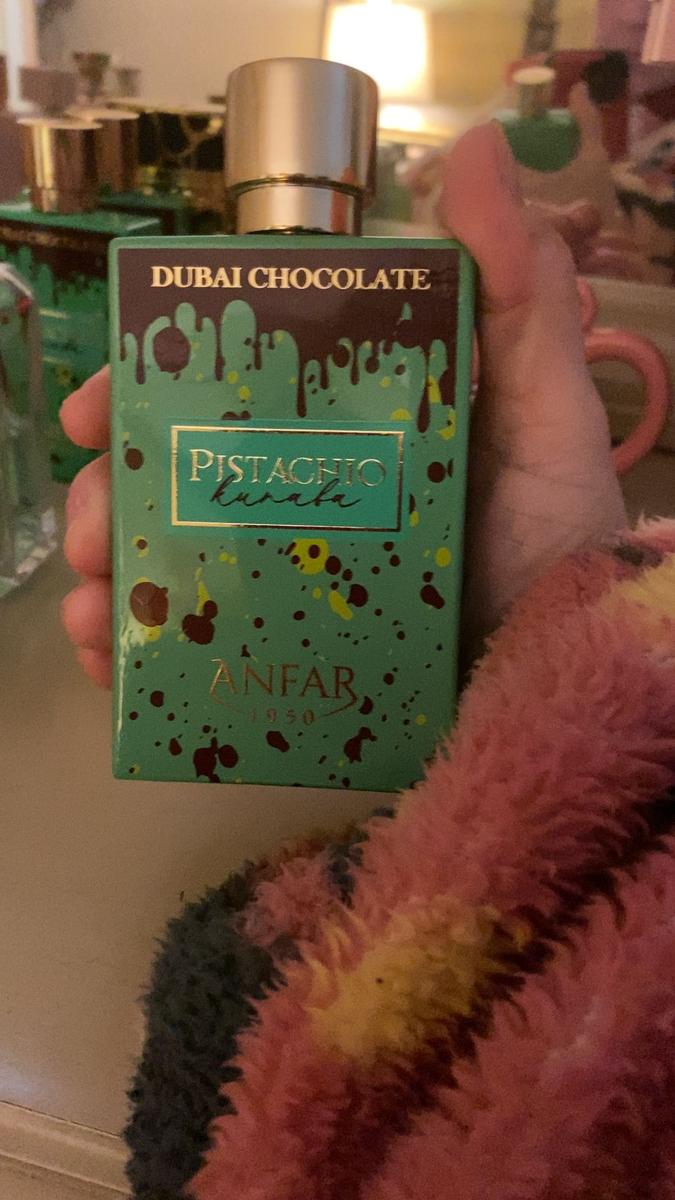 DUBAI CHOCOLATE
PISTACHIO
kunafa
ANFAR
1950